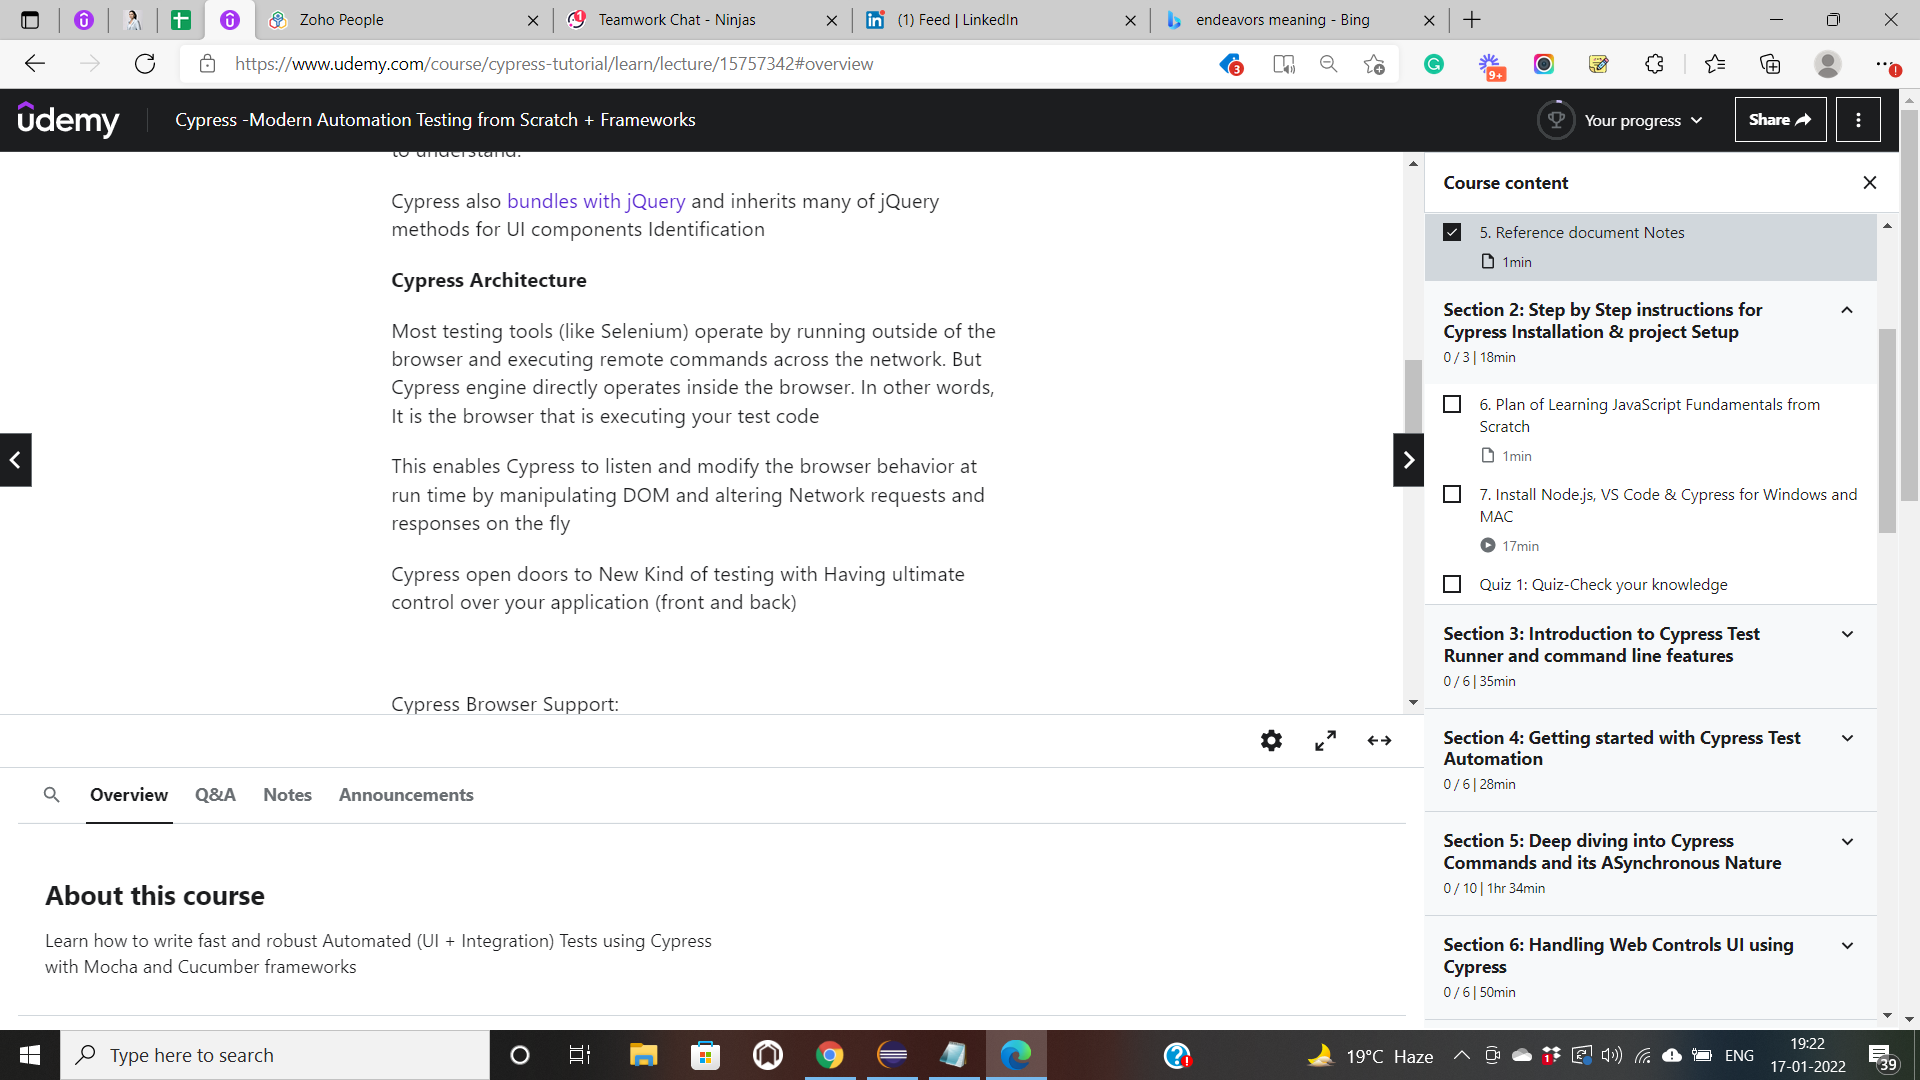 Zoho People
Teamwork Chat - Ninjas
(1) Feed | LinkedIn
endeavors meaning - Bing
https://www.udemy.com/course/cypress-tutorial/learn/lecture/15757342#overview
3
9+
udemy
Cypress -Modern Automation Testing from Scratch + Frameworks
Your progress
Share
to understand.
Cypress also bundles with jQuery and inherits many of jQuery
methods for UI components Identification
Cypress Architecture
Most testing tools (like Selenium) operate by running outside of the
browser and executing remote commands across the network. But
Cypress engine directly operates inside the browser. In other words,
It is the browser that is executing your test code
This enables Cypress to listen and modify the browser behavior at
run time by manipulating DOM and altering Network requests and
responses on the fly
Cypress open doors to New Kind of testing with Having ultimate
control over your application (front and back)
Cypress Browser Support:
Overview
Q&A
Notes
Announcements
About this course
Learn how to write fast and robust Automated (UI + Integration) Tests using Cypress
with Mocha and Cucumber frameworks
Course content
5. Reference document Notes
1min
Section 2: Step by Step instructions for
Cypress Installation & project Setup
0 / 3 | 18min
6. Plan of Learning JavaScript Fundamentals from
Scratch
1min
7. Install Node.js, VS Code & Cypress for Windows and
MAC
17min
Quiz 1: Quiz-Check your knowledge
Section 3: Introduction to Cypress Test
Runner and command line features
0 / 6 | 35min
Section 4: Getting started with Cypress Test
Automation
0 / 6 | 28min
Section 5: Deep diving into Cypress
Commands and its ASynchronous Nature
0 / 10 | 1hr 34min
Section 6: Handling Web Controls UI using
Cypress
0 / 6 | 50min
Type here to search
19°C Haze
1
ENG
19:22
17-01-2022
39